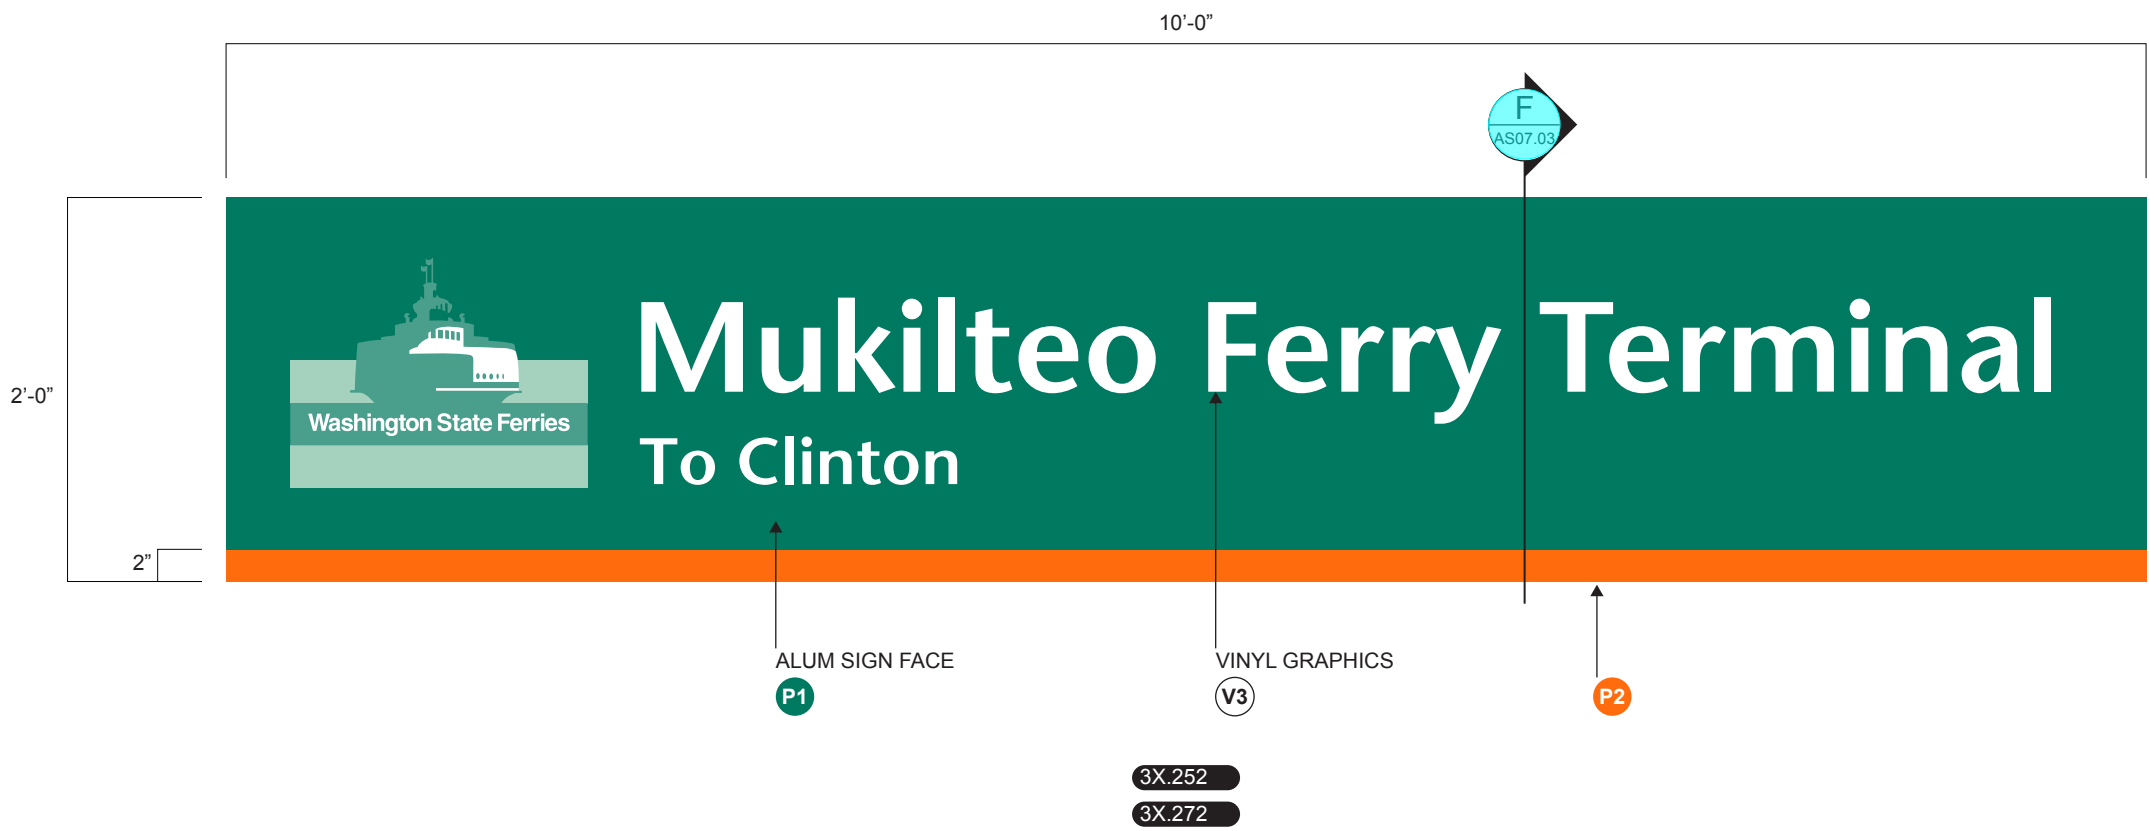 10’-0”
F
AS07.03
Mukilteo Ferry Terminal
2’-0”
Washington State Ferries
To Clinton
2”
ALUM SIGN FACE
VINYL GRAPHICS
P1
V3
P2
3X.252
3X.272